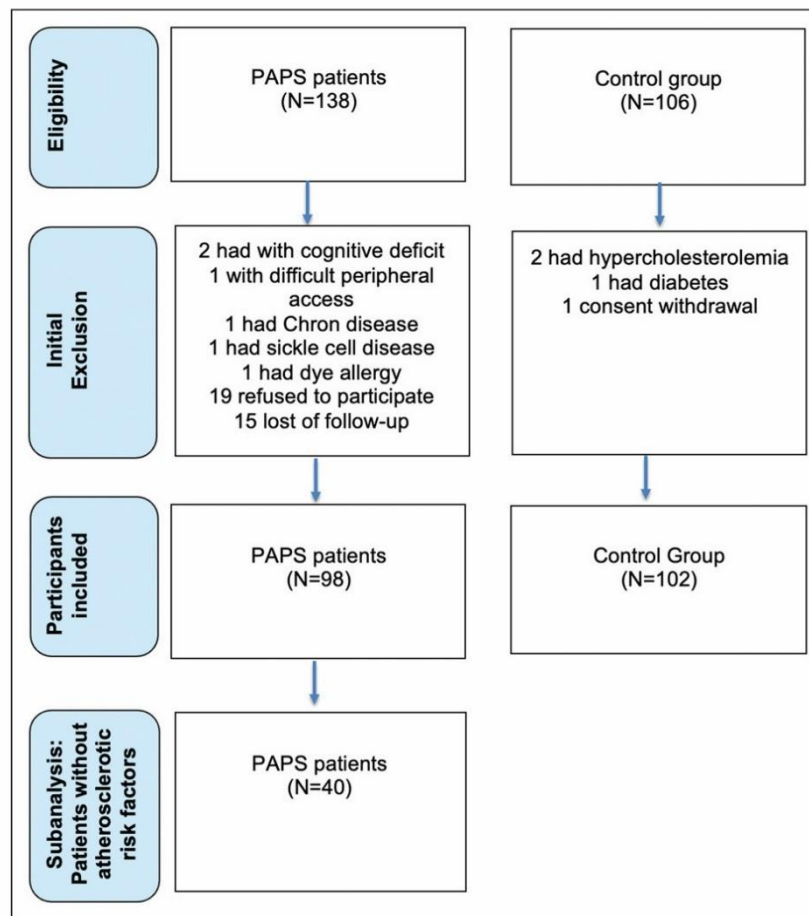 Eligibility
PAPS patients
(N=138)
Control group
(N=106)
Initial
Exclusion
2 had with cognitive deficit
1 with difficult peripheral
access
1 had Chron disease
1 had sickle cell disease
1 had dye allergy
19 refused to participate
15 lost of follow-up
2 had hypercholesterolemia
1 had diabetes
1 consent withdrawal
Participants
included
PAPS patients
(N=98)
Control Group
(N=102)
Subanalysis:
Patients without
atherosclerotic
risk factors
PAPS patients
(N=40)